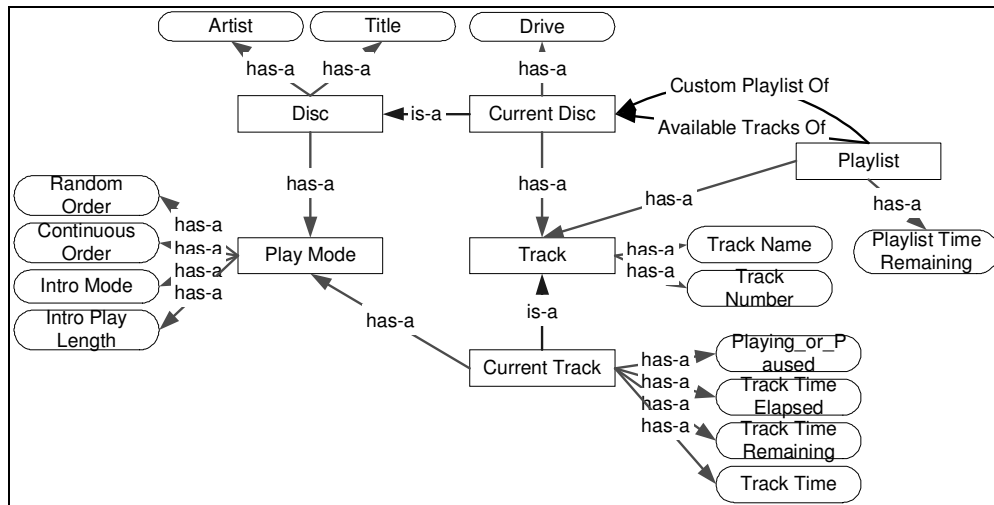 Artist
Title
Drive
has-a
has-a
has-a
Custom Playlist Of
Disc
is-a
Current Disc
Available Tracks Of
Playlist
has-a
has-a
has-a
has-a
Random
Order
has-a
Continuous
Order
has-a
Play Mode
Track
has-a
Track Name
Playlist Time
Remaining
Intro Mode
has-a
has-a
Track
Number
has-a
Intro Play
Length
has-a
is-a
Current Track
has-a
Playing_or_P
aused
has-a
Track Time
Elapsed
has-a
Track Time
Remaining
has-a
Track Time